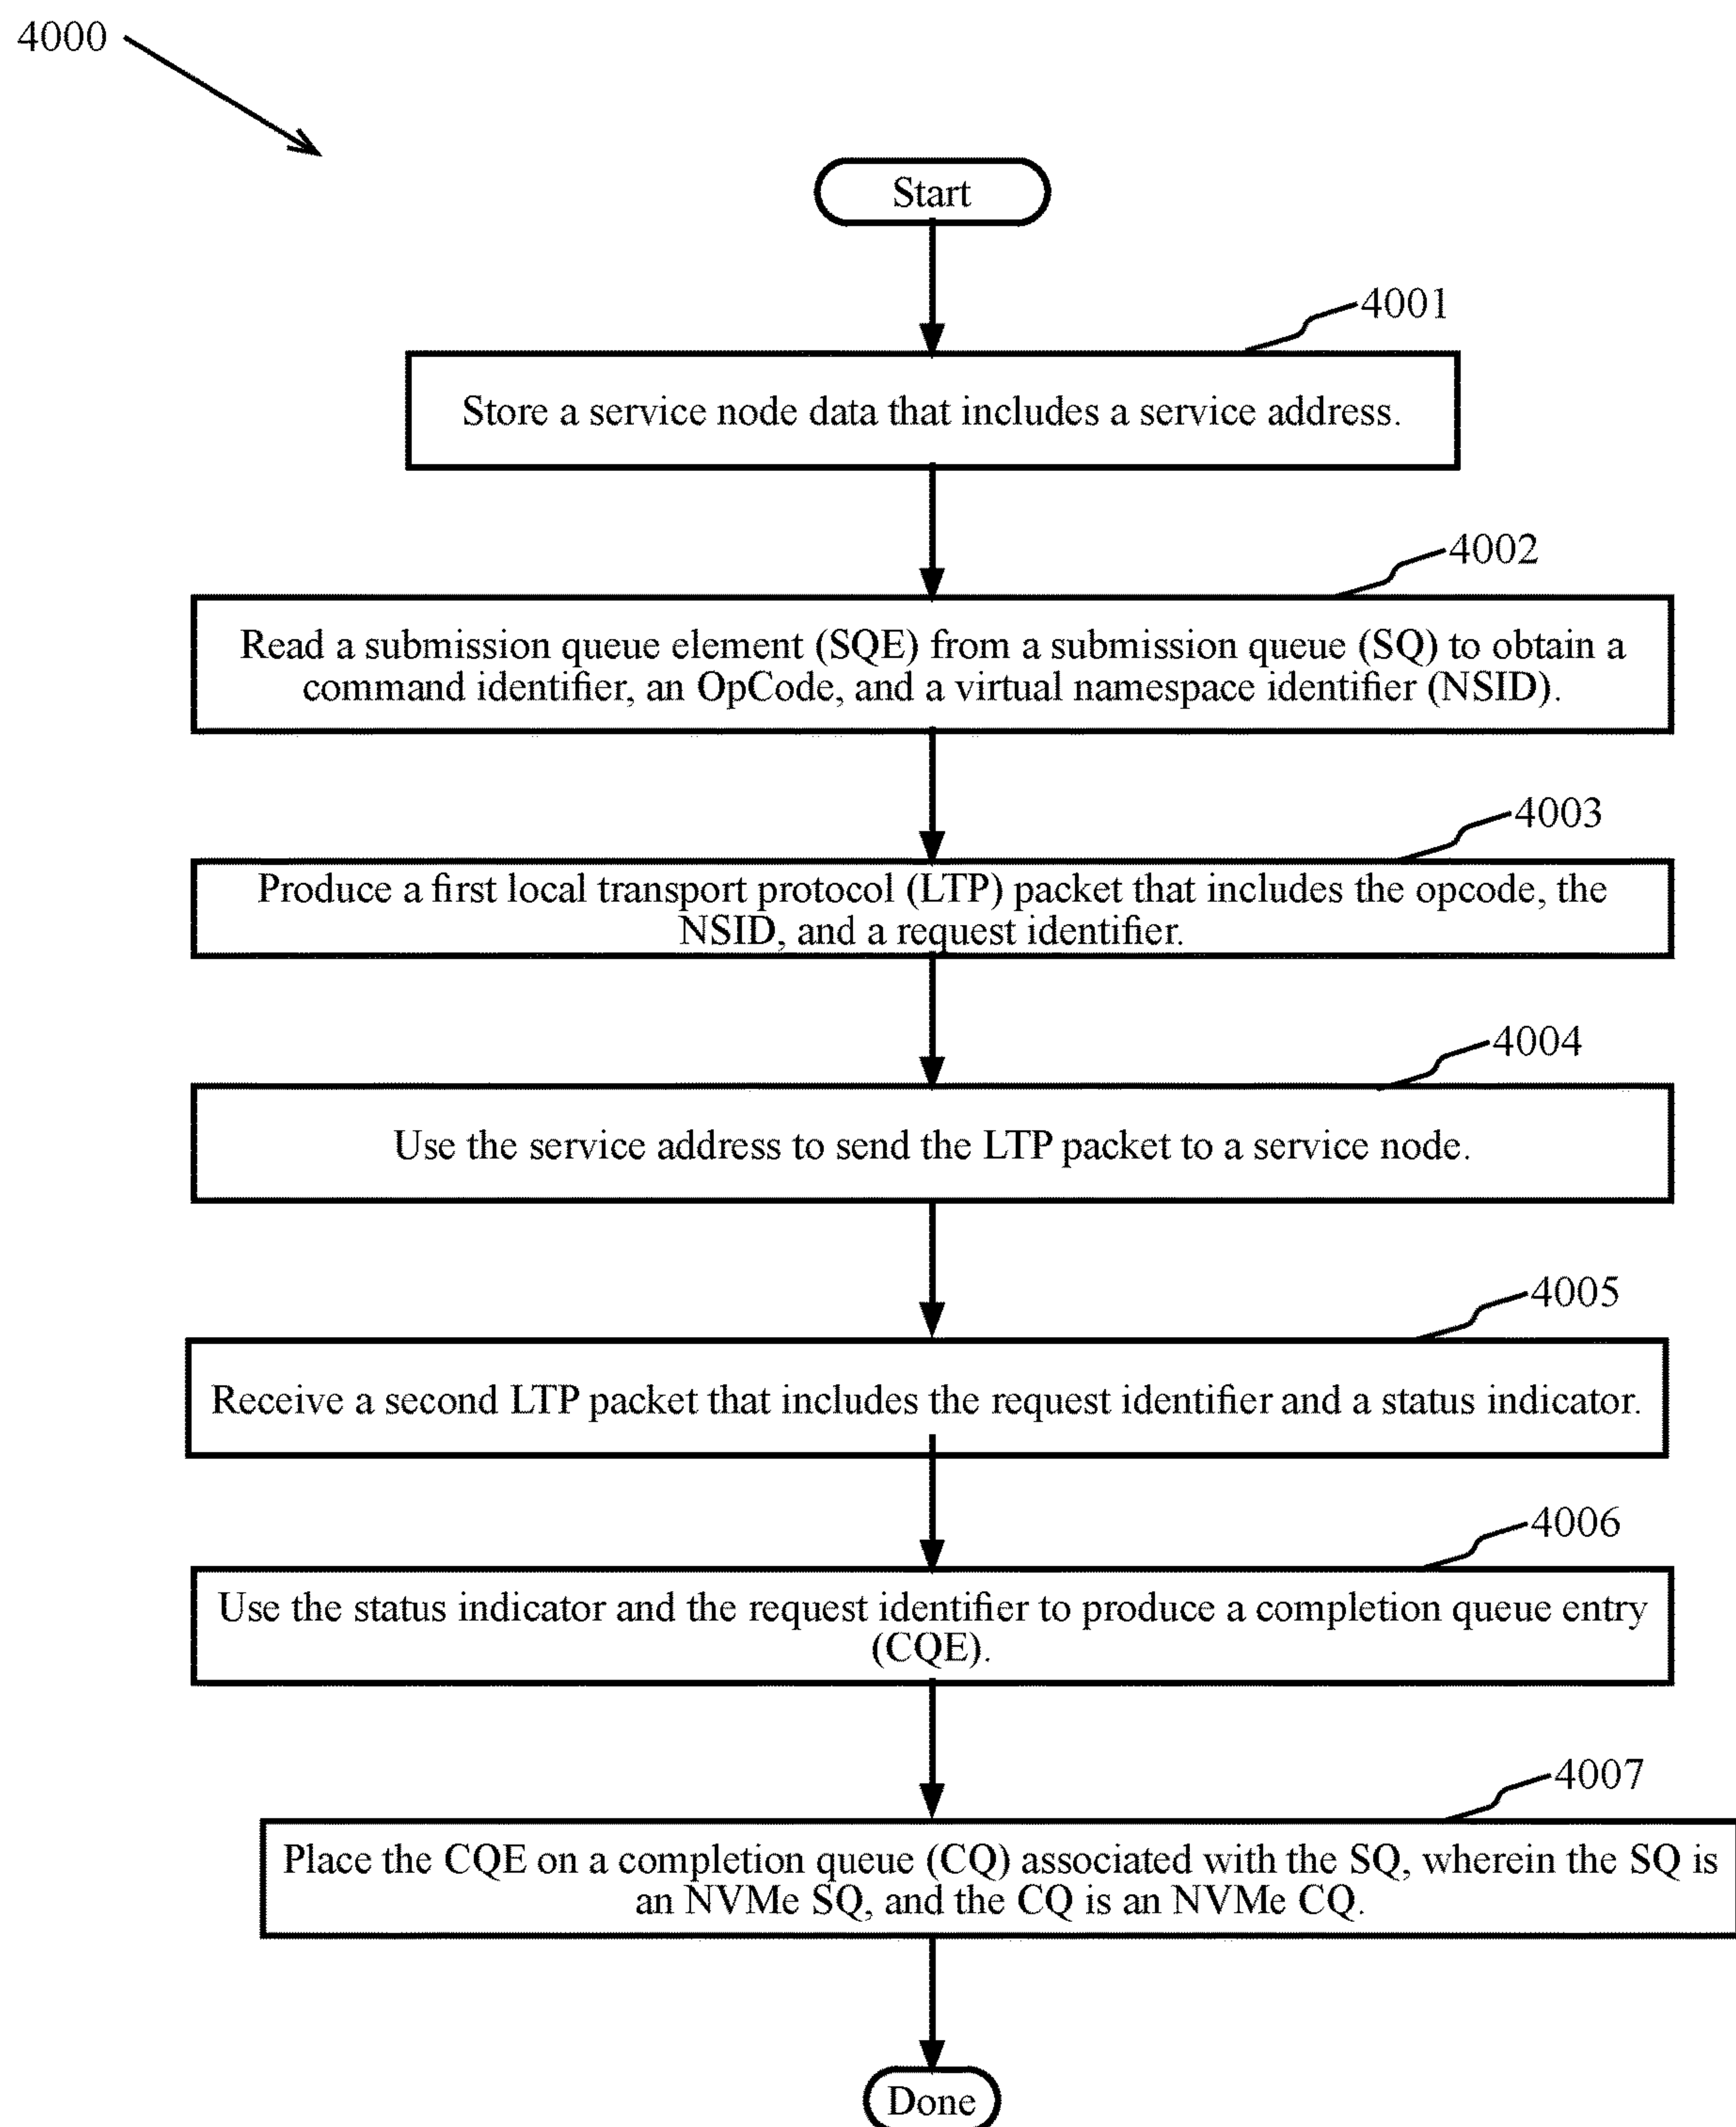 4000
Start
4001
Store a service node data that includes a service address.
4002
Read a submission queue element (SQE) from a submission queue (SQ) to obtain a
command identifier, an OpCode, and a virtual namespace identifier (NSID).
4003
Produce a first local transport protocol (LTP) packet that includes the opcode, the
NSID, and a request identifier.
4004
Use the service address to send the LTP packet to a service node.
4005
Receive a second LTP packet that includes the request identifier and a status indicator.
4006
Use the status indicator and the request identifier to produce a completion queue entry
(CQE).
4007
Place the CQE on a completion queue (CQ) associated with the SQ, wherein the SQ is
an NVMe SQ, and the CQ is an NVMe CQ.
Done